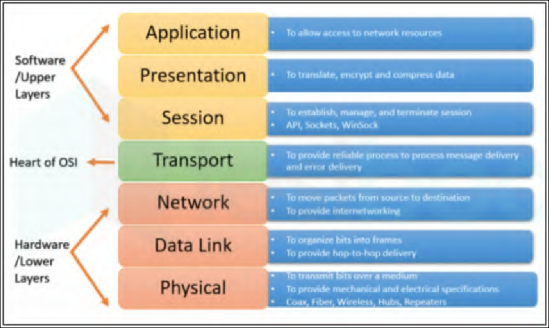 Software
/Upper
Layers
Heart of OSI
Hardware
/Lower
Layers
Application
• To allow access to network resources
Presentation
• To translate, encrypt and compress data
Session
• To establish, manage, and terminate session
• API, Sockets, WinSock
Transport
• To provide reliable process to process message delivery
and error delivery
Network
• To move packets from source to destination
• To provide internetworking
Data Link
• To organize bits into frames
• To provide hop-to-hop delivery
Physical
• To transmit bits over a medium
• To provide mechanical and electrical specifications
• Coax, Fiber, Wireless, Hubs, Repeaters